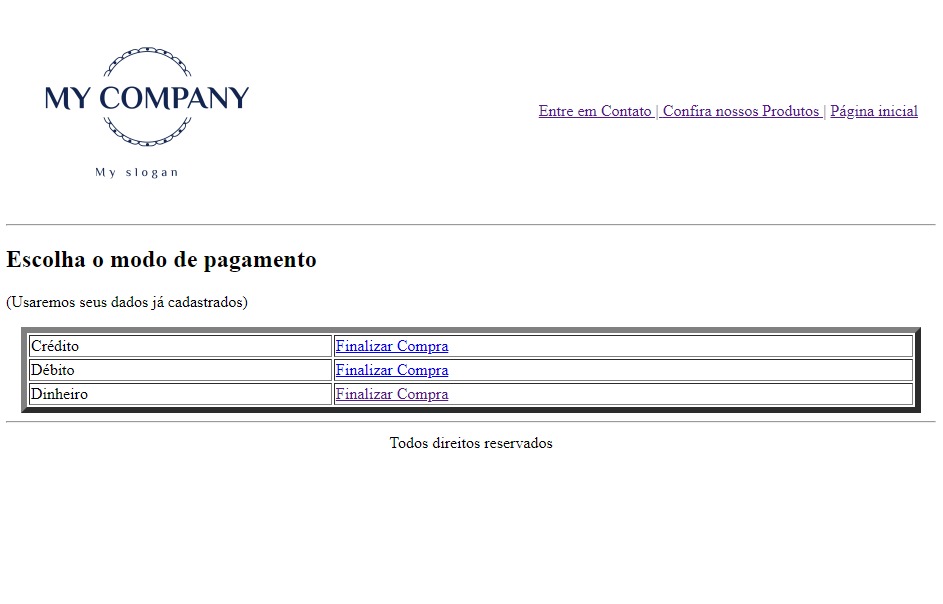 MY COMPANY
My slogan
Entre em Contato | Confira nossos Produtos | Página inicial
Escolha o modo de pagamento
(Usaremos seus dados já cadastrados)
Crédito Finalizar Compra
Débito Finalizar Compra
Dinheiro Finalizar Compra
Todos direitos reservados